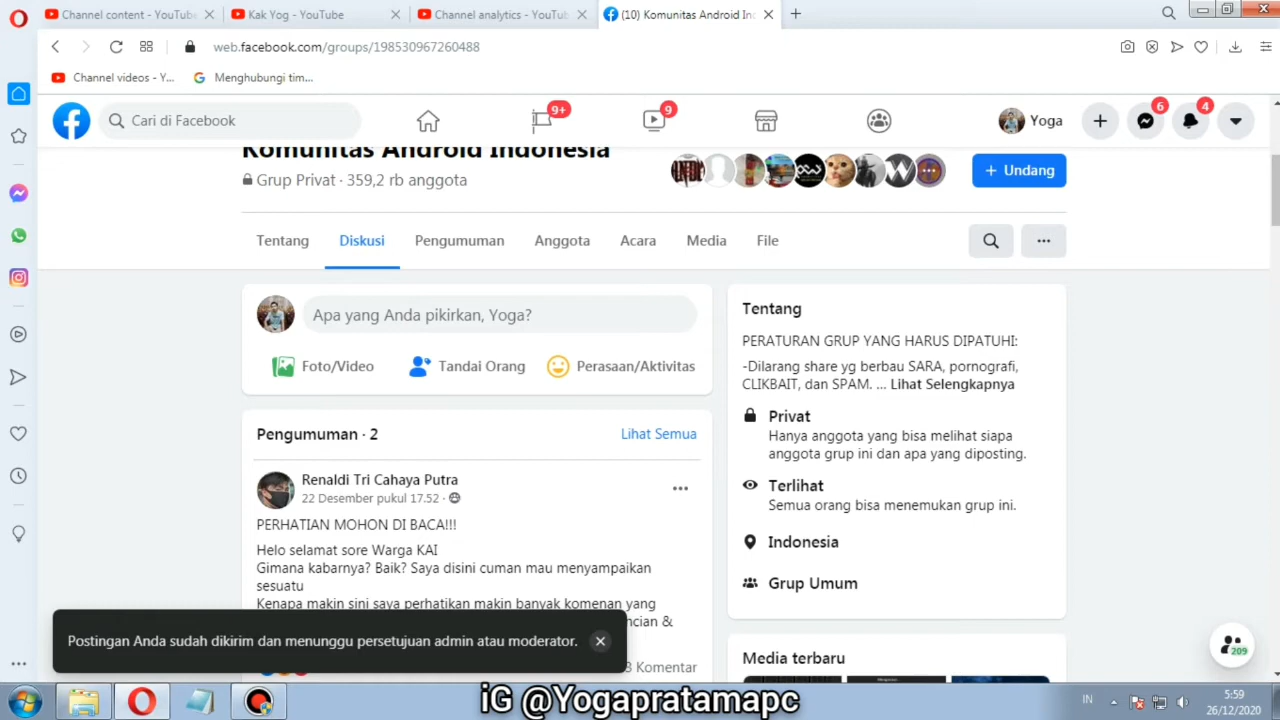 Channel content - YouTube
Kak Yog - YouTube
Channel analytics - YouTub
(10) Komunitas Android Inc
web.facebook.com/groups/198530967260488
Channel videos - Y...
Menghubungi tim...
Cari di Facebook
9+
9
Yoga
6
4
Komunitas Android Indonesia
Grup Privat · 359,2 rb anggota
Undang
Tentang
Diskusi
Pengumuman
Anggota
Acara
Media
File
Apa yang Anda pikirkan, Yoga?
Foto/Video
Tandai Orang
Perasaan/Aktivitas
Pengumuman · 2
Lihat Semua
Renaldi Tri Cahaya Putra
22 Desember pukul 17.52 ·
PERHATIAN MOHON DI BACA!!!
Helo selamat sore Warga KAI
Gimana kabarnya? Baik? Saya disini cuman mau menyampaikan
sesuatu
Kenapa makin sini saya perhatikan makin banyak komenan yang
ncian &
Komentar
Postingan Anda sudah dikirim dan menunggu persetujuan admin atau moderator.
Tentang
PERATURAN GRUP YANG HARUS DIPATUHI:
-Dilarang share yg berbau SARA, pornografi,
CLIKBAIT, dan SPAM. ... Lihat Selengkapnya
Privat
Hanya anggota yang bisa melihat siapa
anggota grup ini dan apa yang diposting.
Terlihat
Semua orang bisa menemukan grup ini.
Indonesia
Grup Umum
Media terbaru
209
iG @Yogapratamapc
IN
5:59
26/12/2020